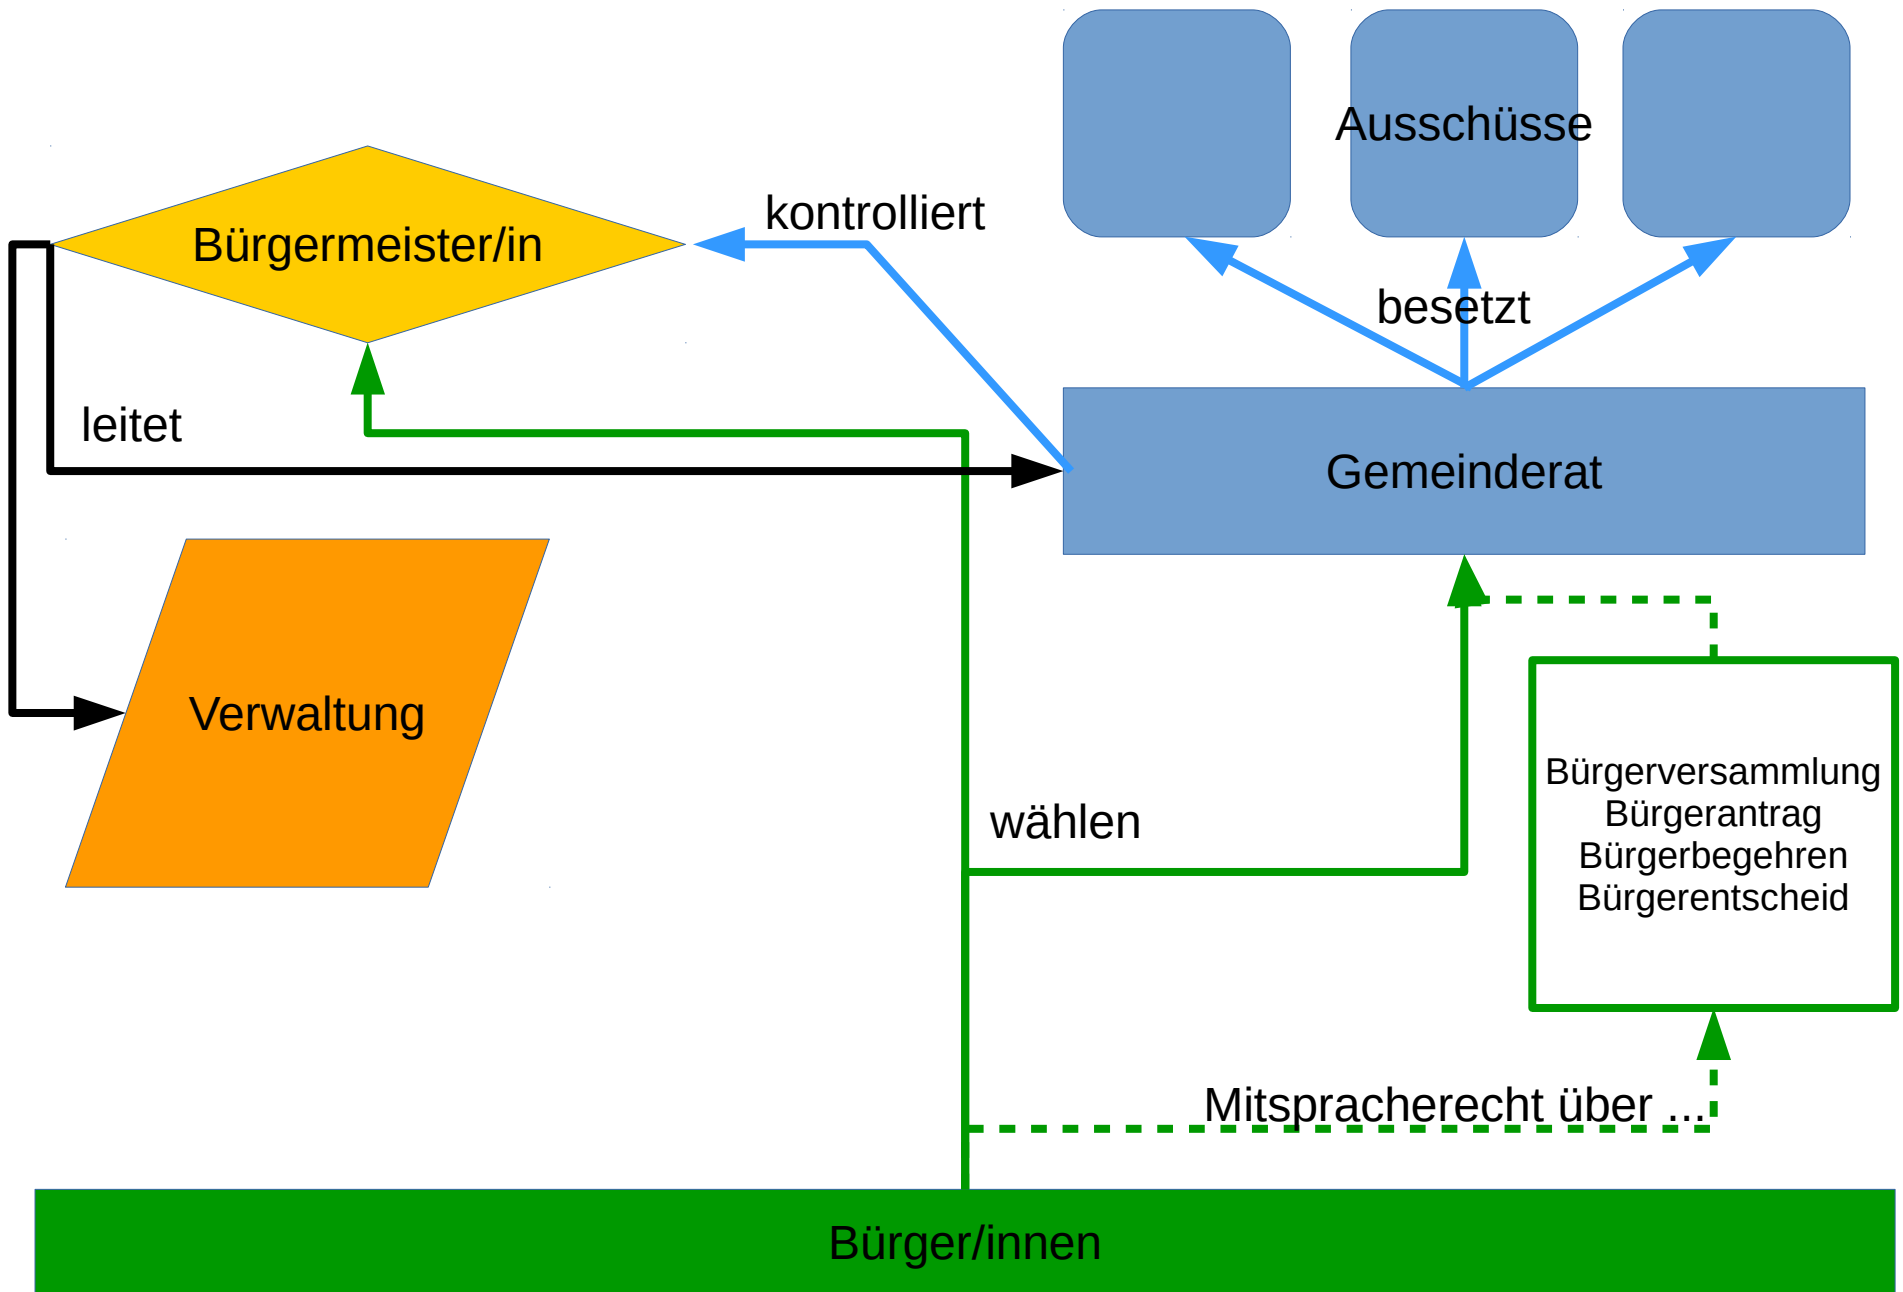 Ausschüsse
kontrolliert
Bürgermeister/in
besetzt
leitet
Gemeinderat
Verwaltung
wählen
Bürgerversammlung
Bürgerantrag
Bürgerbegehren
Bürgerentscheid
Mitspracherecht über ...
Bürger/innen